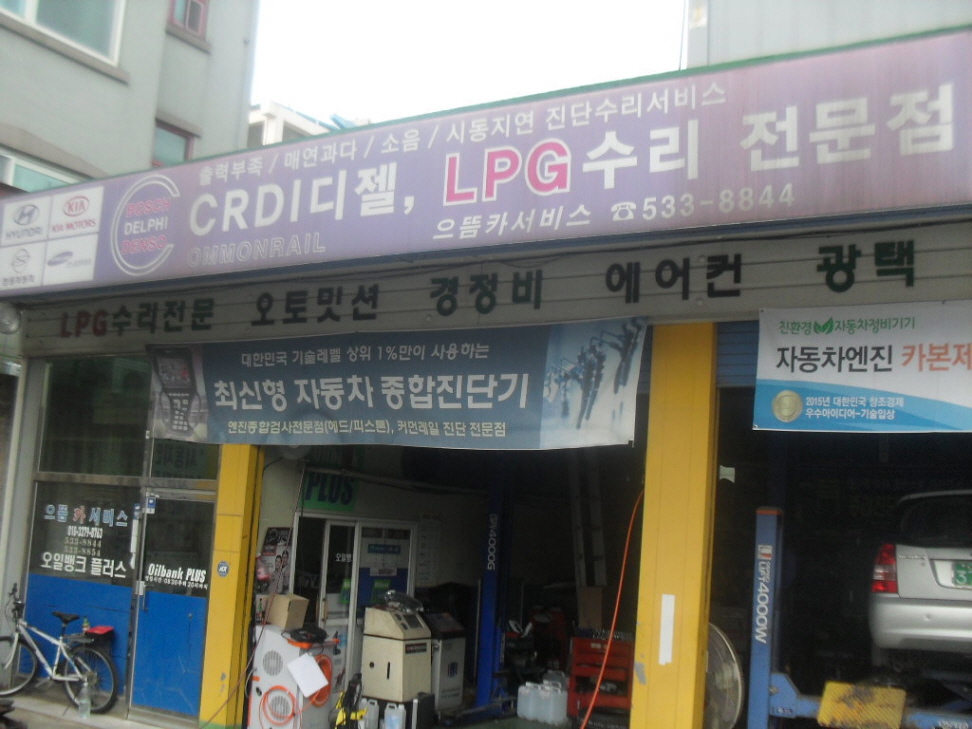 출력부족 / 매연과다 / 소음 / 시동지연 진단수리서비스
HYUNDAI
KIA
KIA MOTORS
BOSCH
DELPHI
DENSO
CRDI디젤, LPG수리 전문점
OMMONRAIL
으뜸카서비스 ☎533-8844
LPG수리전문 오토밋션 경정비 에어컨 광택
대한민국 기술레벨 상위 1%만이 사용하는
최신형 자동차 종합진단기
엔진종합검사전문점(헤드/피스톤), 커먼레일 진단 전문점
친환경 자동차정비기기
자동차엔진 카본제
2015년 대한민국 창조경제
우수아이디어-기술입상
PLUS
으뜸 카 서비스
533-8844
533-8854
오일뱅크 플러스
Oilbank PLUS
오일뱅
4000G
4000W
ADT